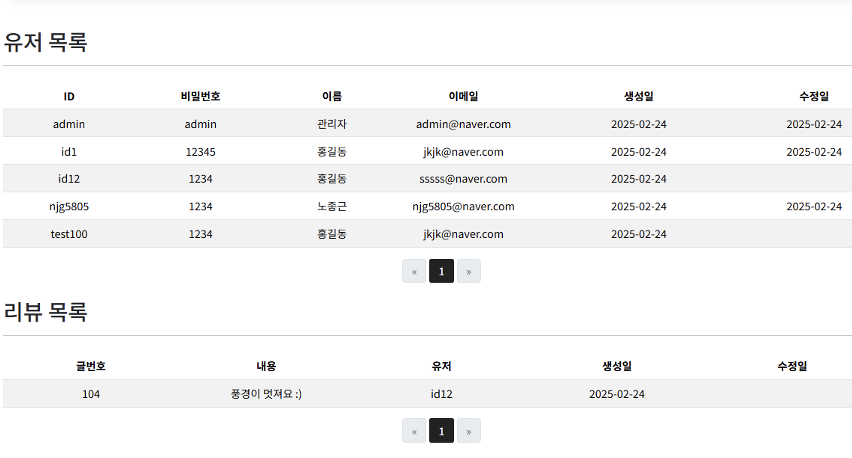 유저 목록
ID 비밀번호 이름 이메일 생성일 수정일
admin admin 관리자 admin@naver.com 2025-02-24 2025-02-24
id1 12345 홍길동 jkjk@naver.com 2025-02-24 2025-02-24
id12 1234 홍길동 sssss@naver.com 2025-02-24
njg5805 1234 노종근 njg5805@naver.com 2025-02-24 2025-02-24
test100 1234 홍길동 jkjk@naver.com 2025-02-24
« 1 »
리뷰 목록
글번호 내용 유저 생성일 수정일
104 풍경이 멋져요 :) id12 2025-02-24
« 1 »